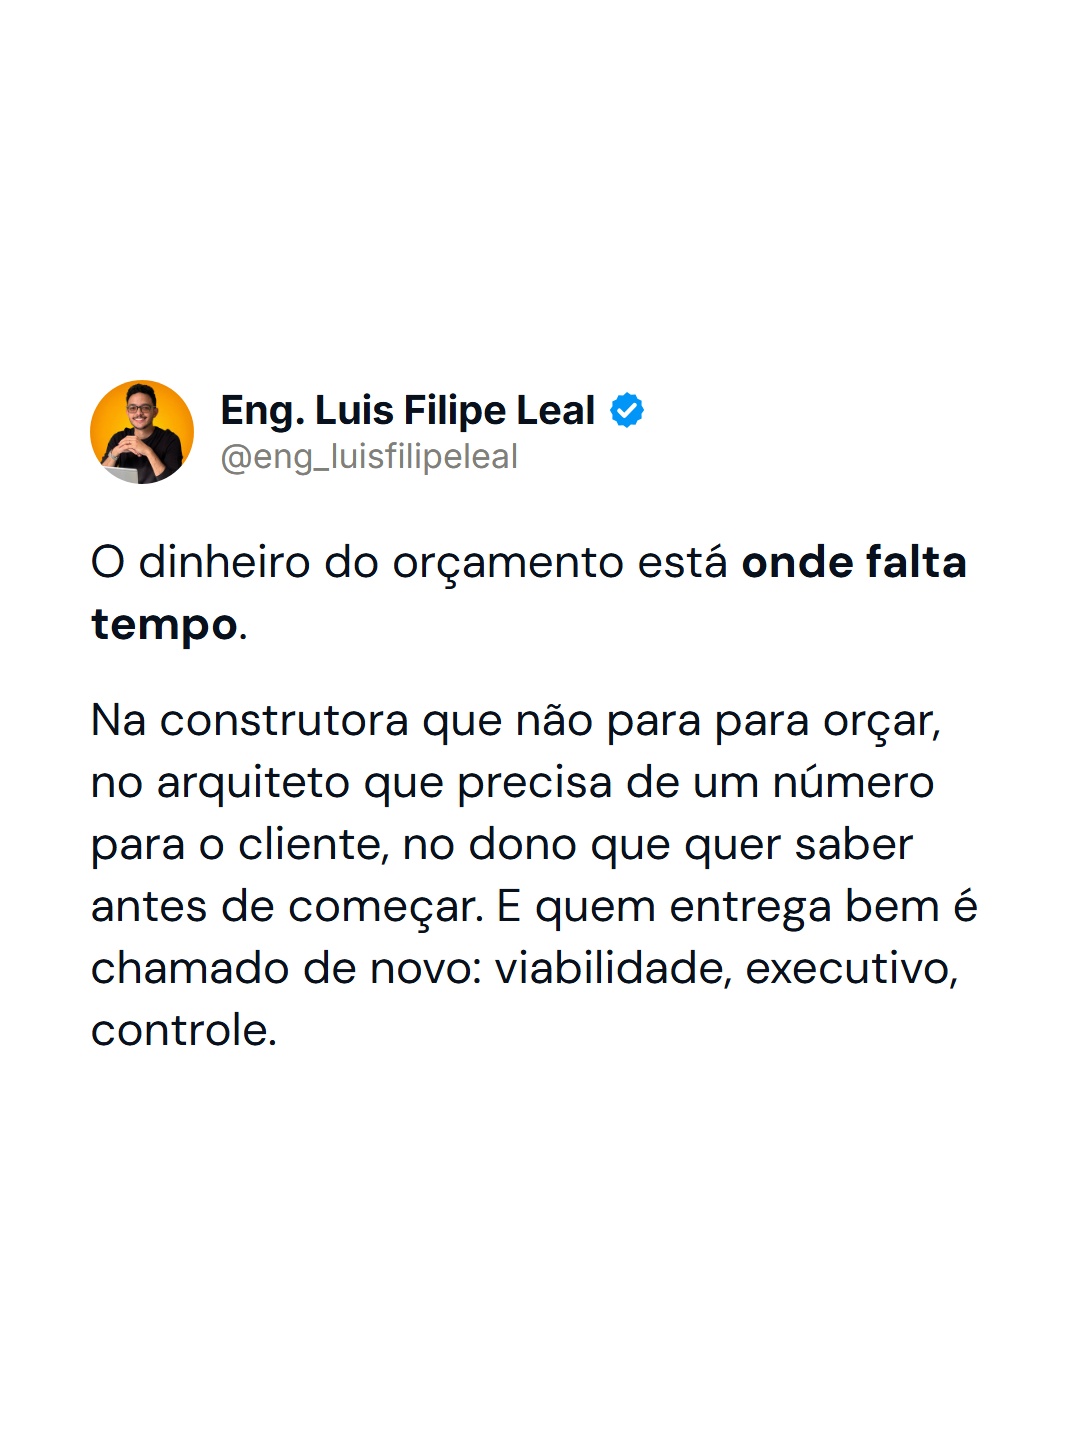 Eng. Luis Filipe Leal
@eng_luisfilipeleal
O dinheiro do orçamento está onde falta
tempo.
Na construtora que não para para orçar,
no arquiteto que precisa de um número
para o cliente, no dono que quer saber
antes de começar. E quem entrega bem é
chamado de novo: viabilidade, executivo,
controle.